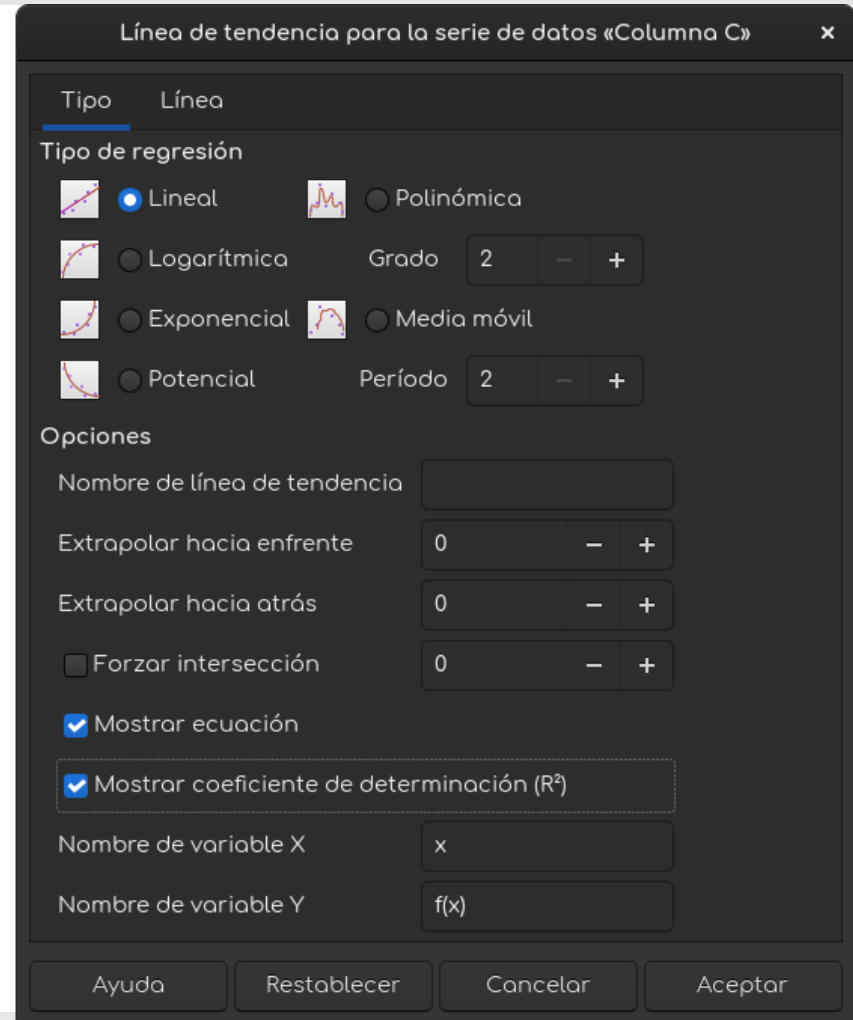 Línea de tendencia para la serie de datos «Columna C» ×
Tipo Línea
Tipo de regresión
Lineal Polinómica
Logarítmica Grado 2 − +
Exponencial Media móvil
Potencial Período 2 − +
Opciones
Nombre de línea de tendencia
Extrapolar hacia enfrente 0 − +
Extrapolar hacia atrás 0 − +
Forzar intersección 0 − +
Mostrar ecuación
Mostrar coeficiente de determinación (R²)
Nombre de variable X x
Nombre de variable Y f(x)
Ayuda Restablecer Cancelar Aceptar